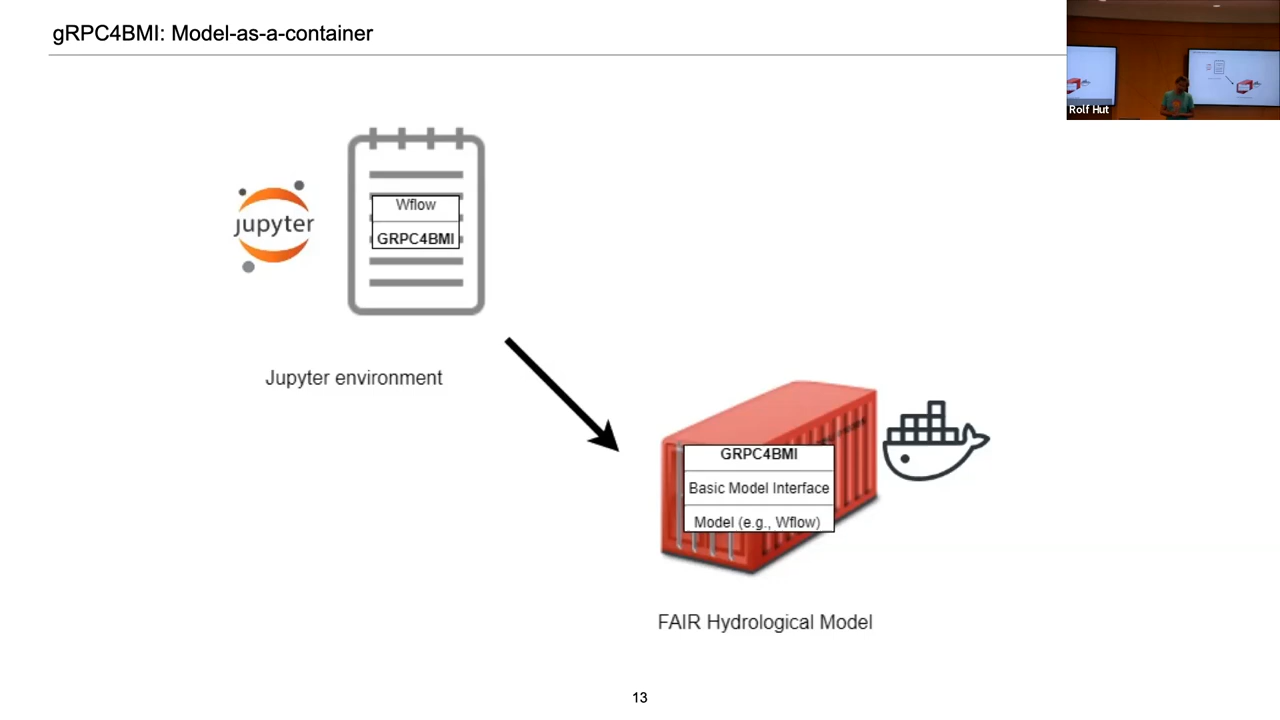 gRPC4BMI: Model-as-a-container
Rolf Hut
jupyter
Wflow
GRPC4BMI
Jupyter environment
GRPC4BMI
Basic Model Interface
Model (e.g., Wflow)
FAIR Hydrological Model
13